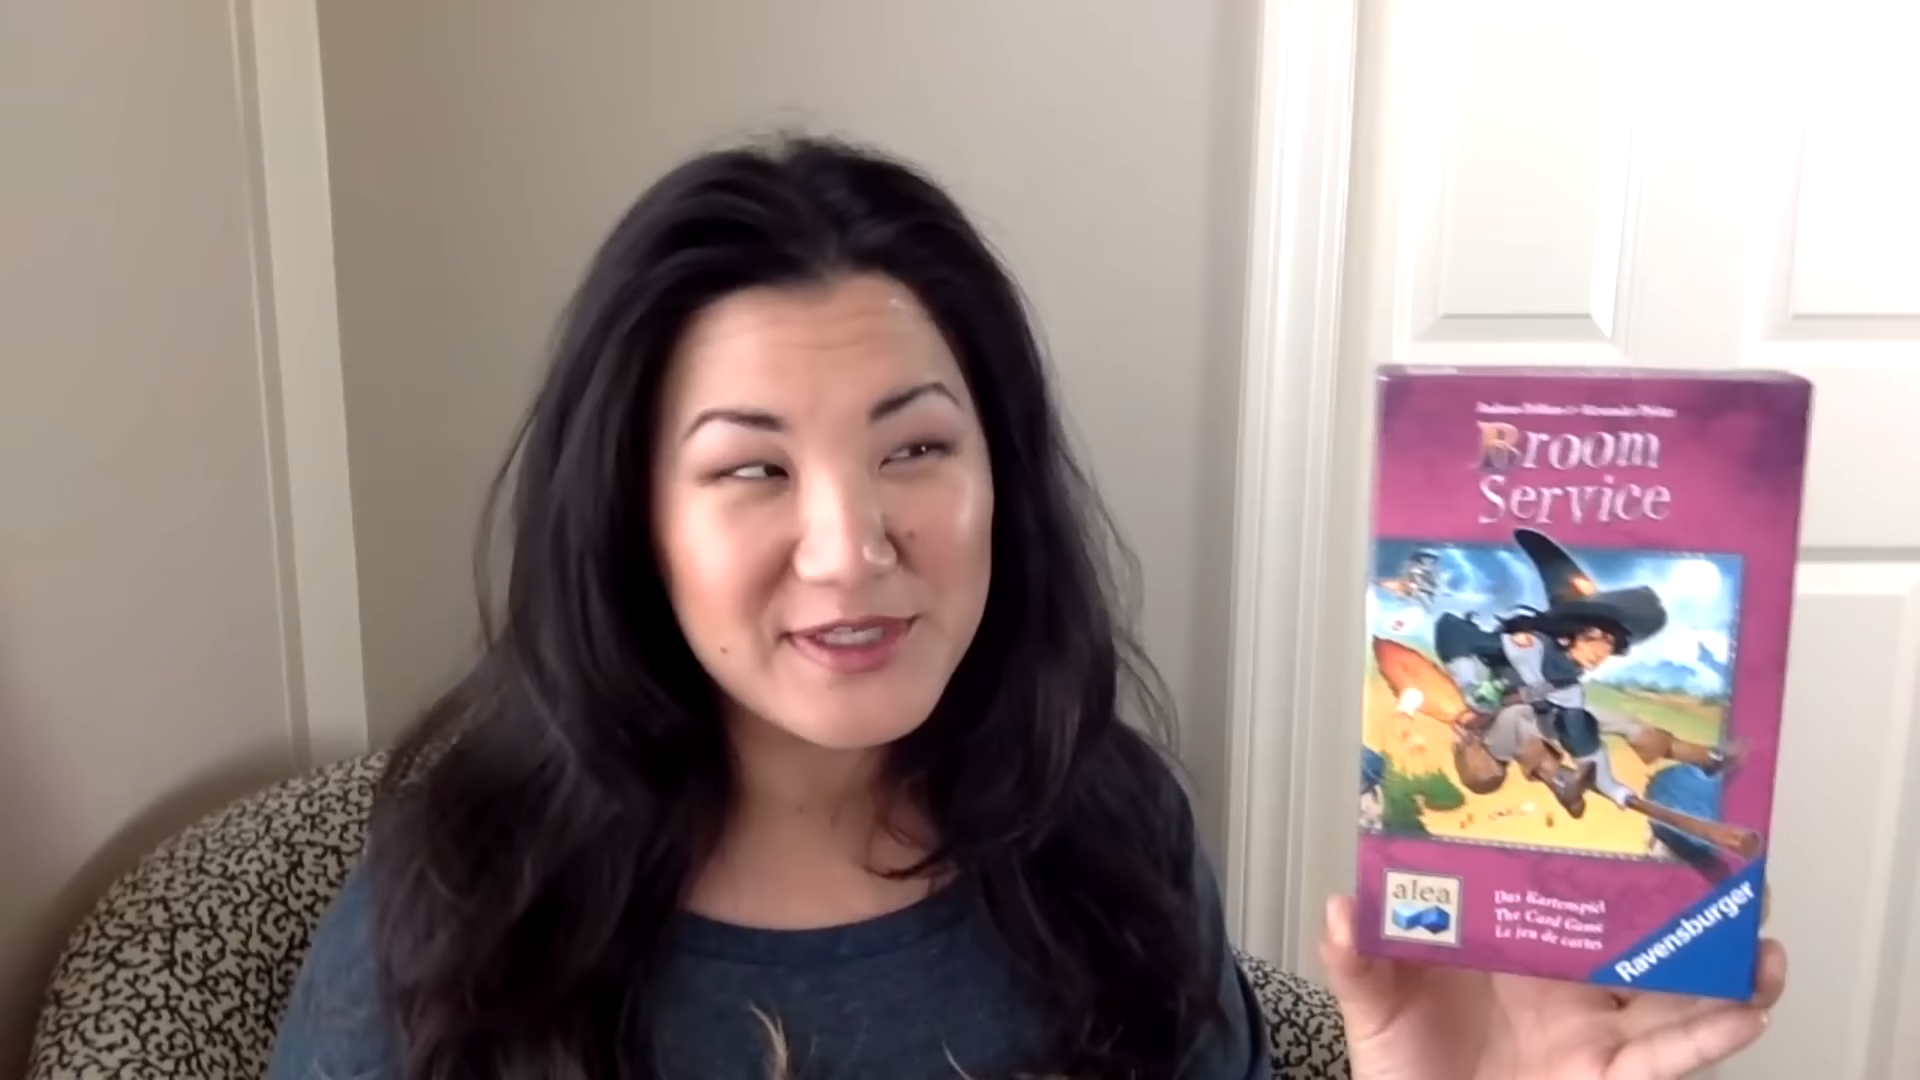 Broom
Service
alea
Das Kartenspiel
The Card Game
Le jeu de cartes
Ravensburger